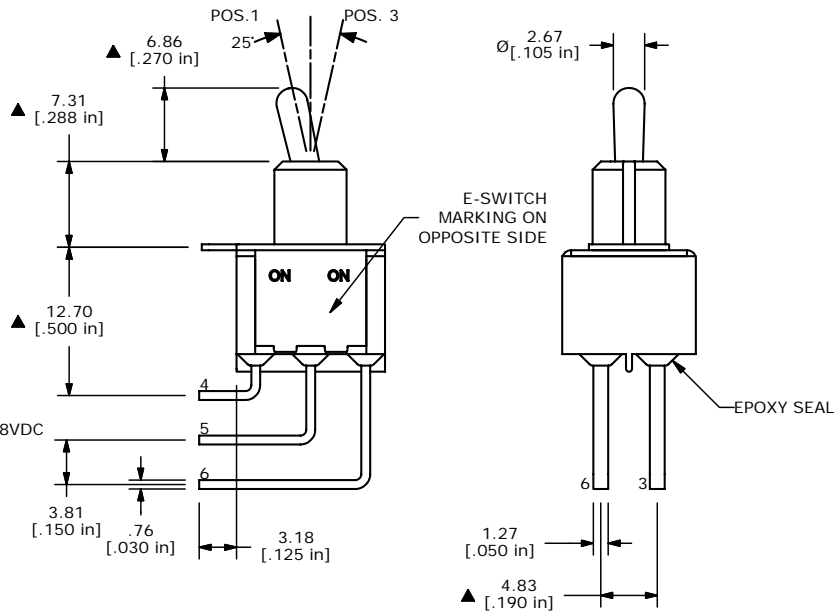 POS.1
POS. 3
25°
▲ 6.86
[.270 in]
▲ 7.31
[.288 in]
▲ 12.70
[.500 in]
E-SWITCH
MARKING ON
OPPOSITE SIDE
ON ON
4
5
6
8VDC
3.81
[.150 in]
.76
[.030 in]
3.18
[.125 in]
Ø 2.67
[.105 in]
EPOXY SEAL
6
3
1.27
[.050 in]
▲ 4.83
[.190 in]